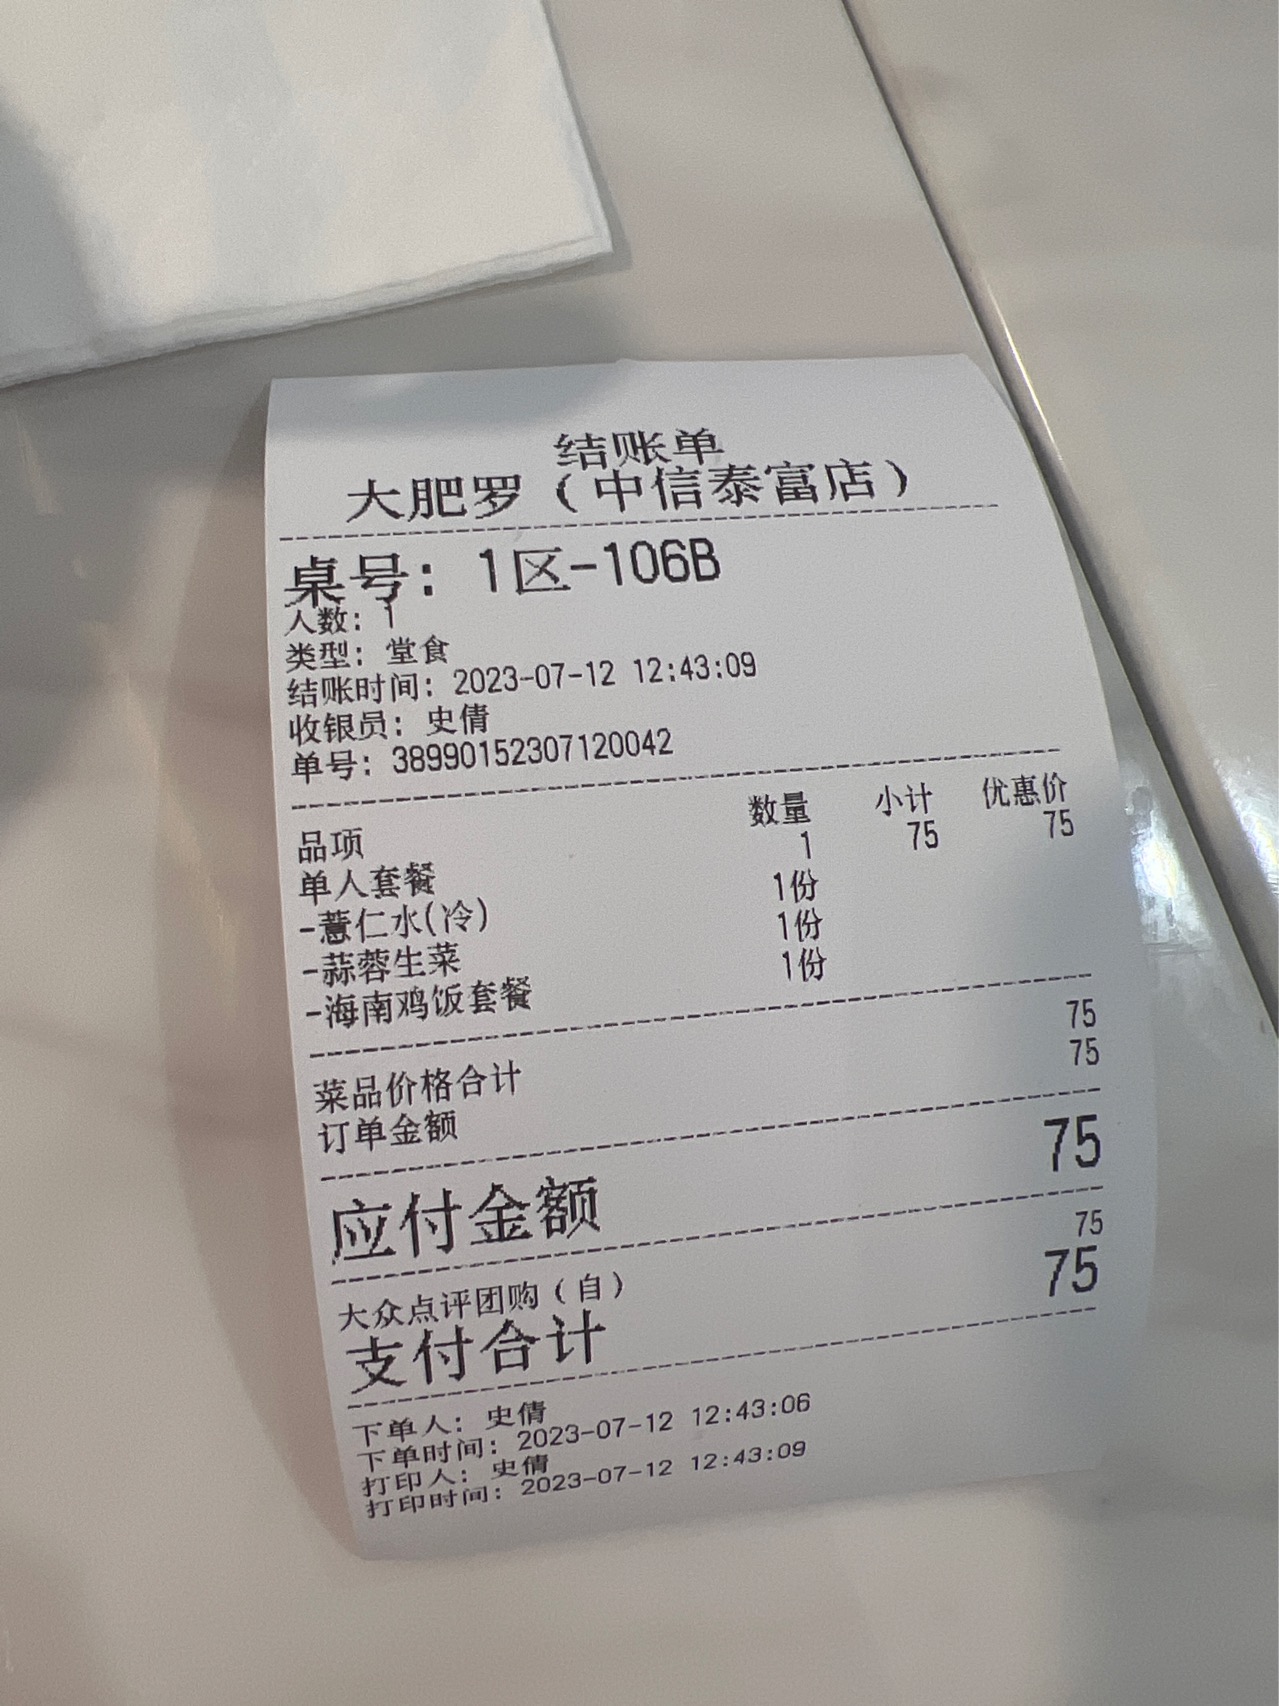 结账单
大肥罗（中信泰富店）
桌号：1区-106B
人数：1
类型：堂食
结账时间：2023-07-12 12:43:09
收银员：史倩
单号：38990152307120042
品项 数量 小计 优惠价
单人套餐 1 75 75
-薏仁水(冷) 1份
-蒜蓉生菜 1份
-海南鸡饭套餐 1份
菜品价格合计 75
订单金额 75
应付金额 75
大众点评团购（自） 75
支付合计 75
下单人：史倩
下单时间：2023-07-12 12:43:06
打印人：史倩
打印时间：2023-07-12 12:43:09